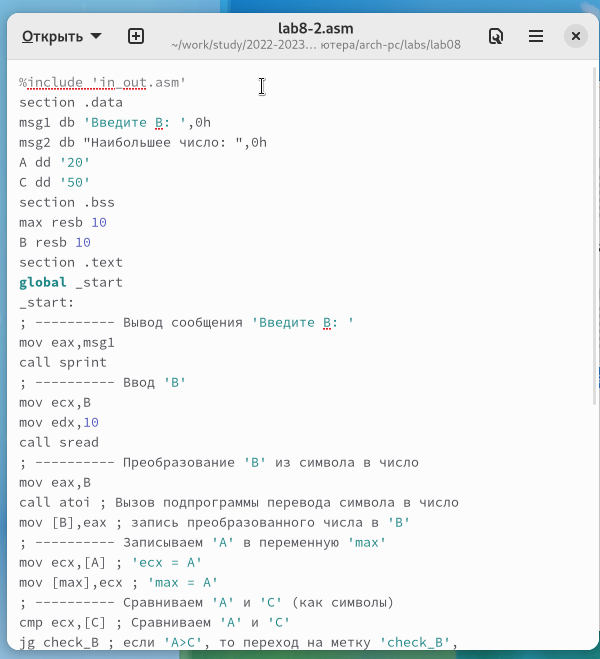 Открыть
lab8-2.asm
~/work/study/2022-2023… ютера/arch-pc/labs/lab08
%include 'in_out.asm'
section .data
msg1 db 'Введите B: ',0h
msg2 db "Наибольшее число: ",0h
A dd '20'
C dd '50'
section .bss
max resb 10
B resb 10
section .text
global _start
_start:
; ---------- Вывод сообщения 'Введите B: '
mov eax,msg1
call sprint
; ---------- Ввод 'B'
mov ecx,B
mov edx,10
call sread
; ---------- Преобразование 'B' из символа в число
mov eax,B
call atoi ; Вызов подпрограммы перевода символа в число
mov [B],eax ; запись преобразованного числа в 'B'
; ---------- Записываем 'A' в переменную 'max'
mov ecx,[A] ; 'ecx = A'
mov [max],ecx ; 'max = A'
; ---------- Сравниваем 'A' и 'С' (как символы)
cmp ecx,[C] ; Сравниваем 'A' и 'С'
jg check_B ; если 'A>C', то переход на метку 'check_B',